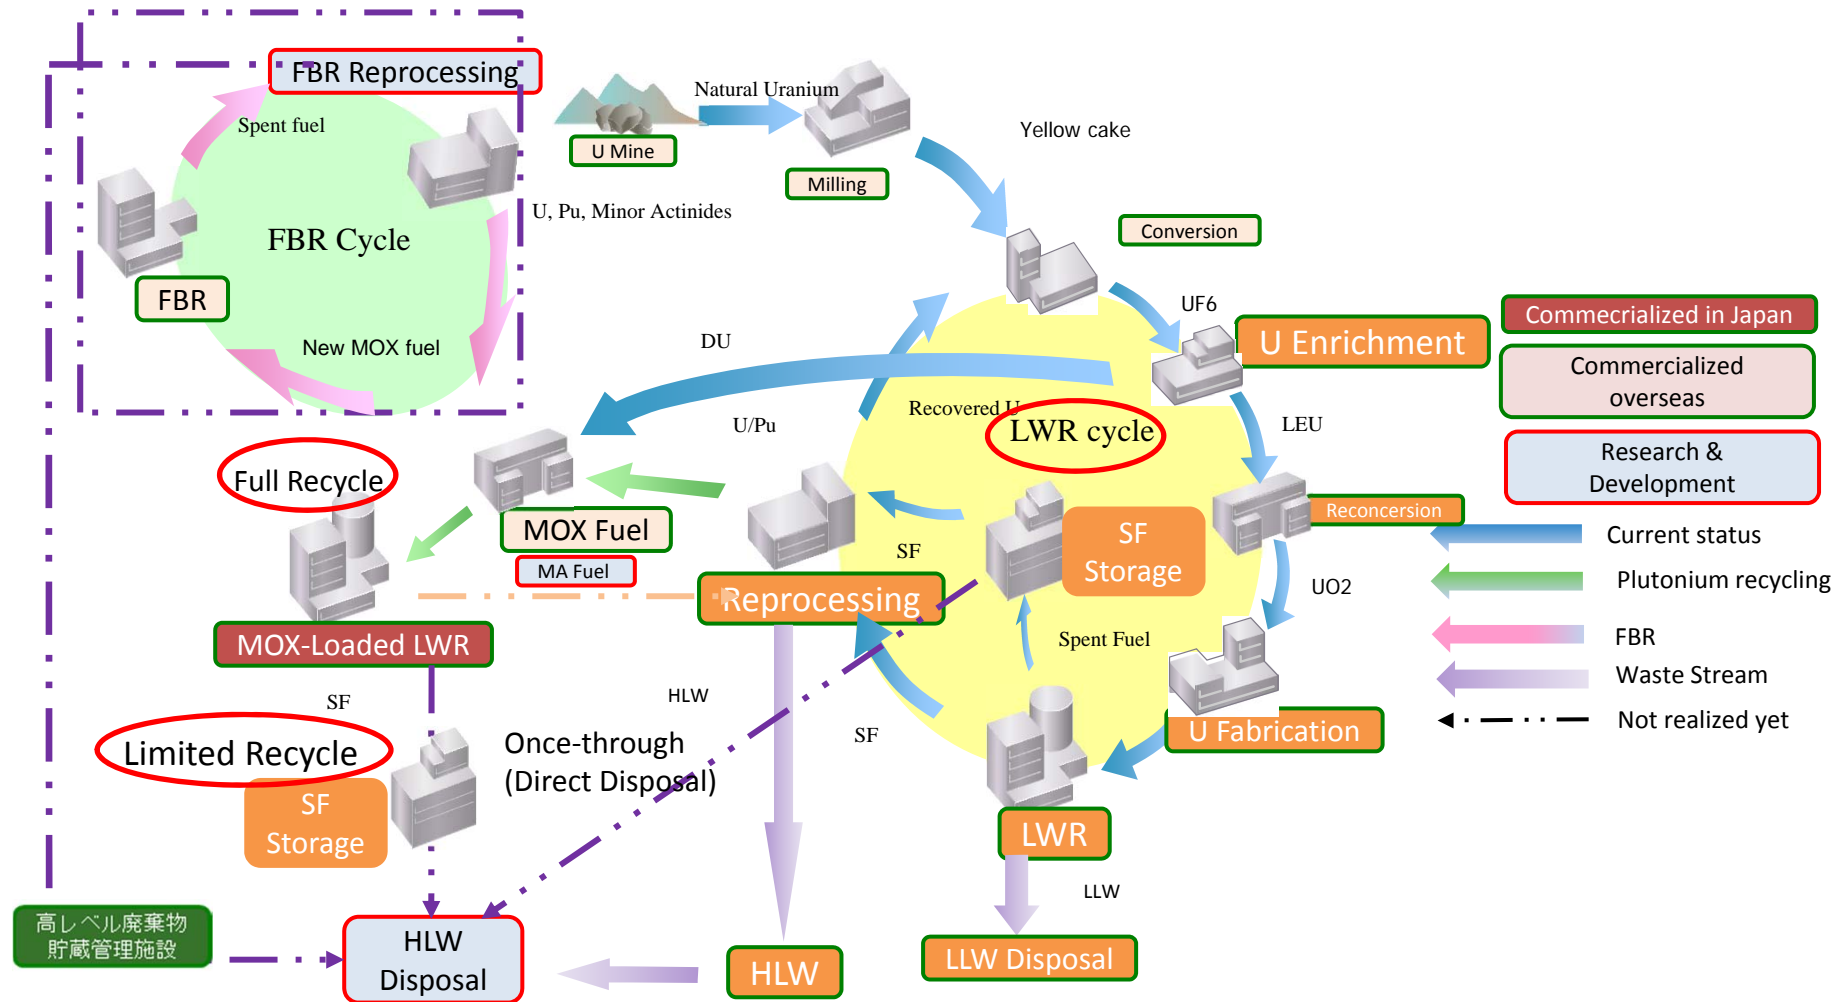 FBR Reprocessing
Spent fuel
FBR Cycle
FBR
New MOX fuel
U, Pu, Minor Actinides
U Mine
Natural Uranium
Milling
Yellow cake
Conversion
UF6
U Enrichment
DU
Recovered U
LWR cycle
LEU
U/Pu
Full Recycle
MOX Fuel
MA Fuel
SF
SF
Storage
Reconcersion
UO2
Reprocessing
Spent Fuel
MOX-Loaded LWR
U Fabrication
SF
HLW
SF
Limited Recycle
Once-through
(Direct Disposal)
SF
Storage
LWR
LLW
高レベル廃棄物
貯蔵管理施設
HLW
Disposal
HLW
LLW Disposal
Commecrialized in Japan
Commercialized
overseas
Research &
Development
Current status
Plutonium recycling
FBR
Waste Stream
Not realized yet